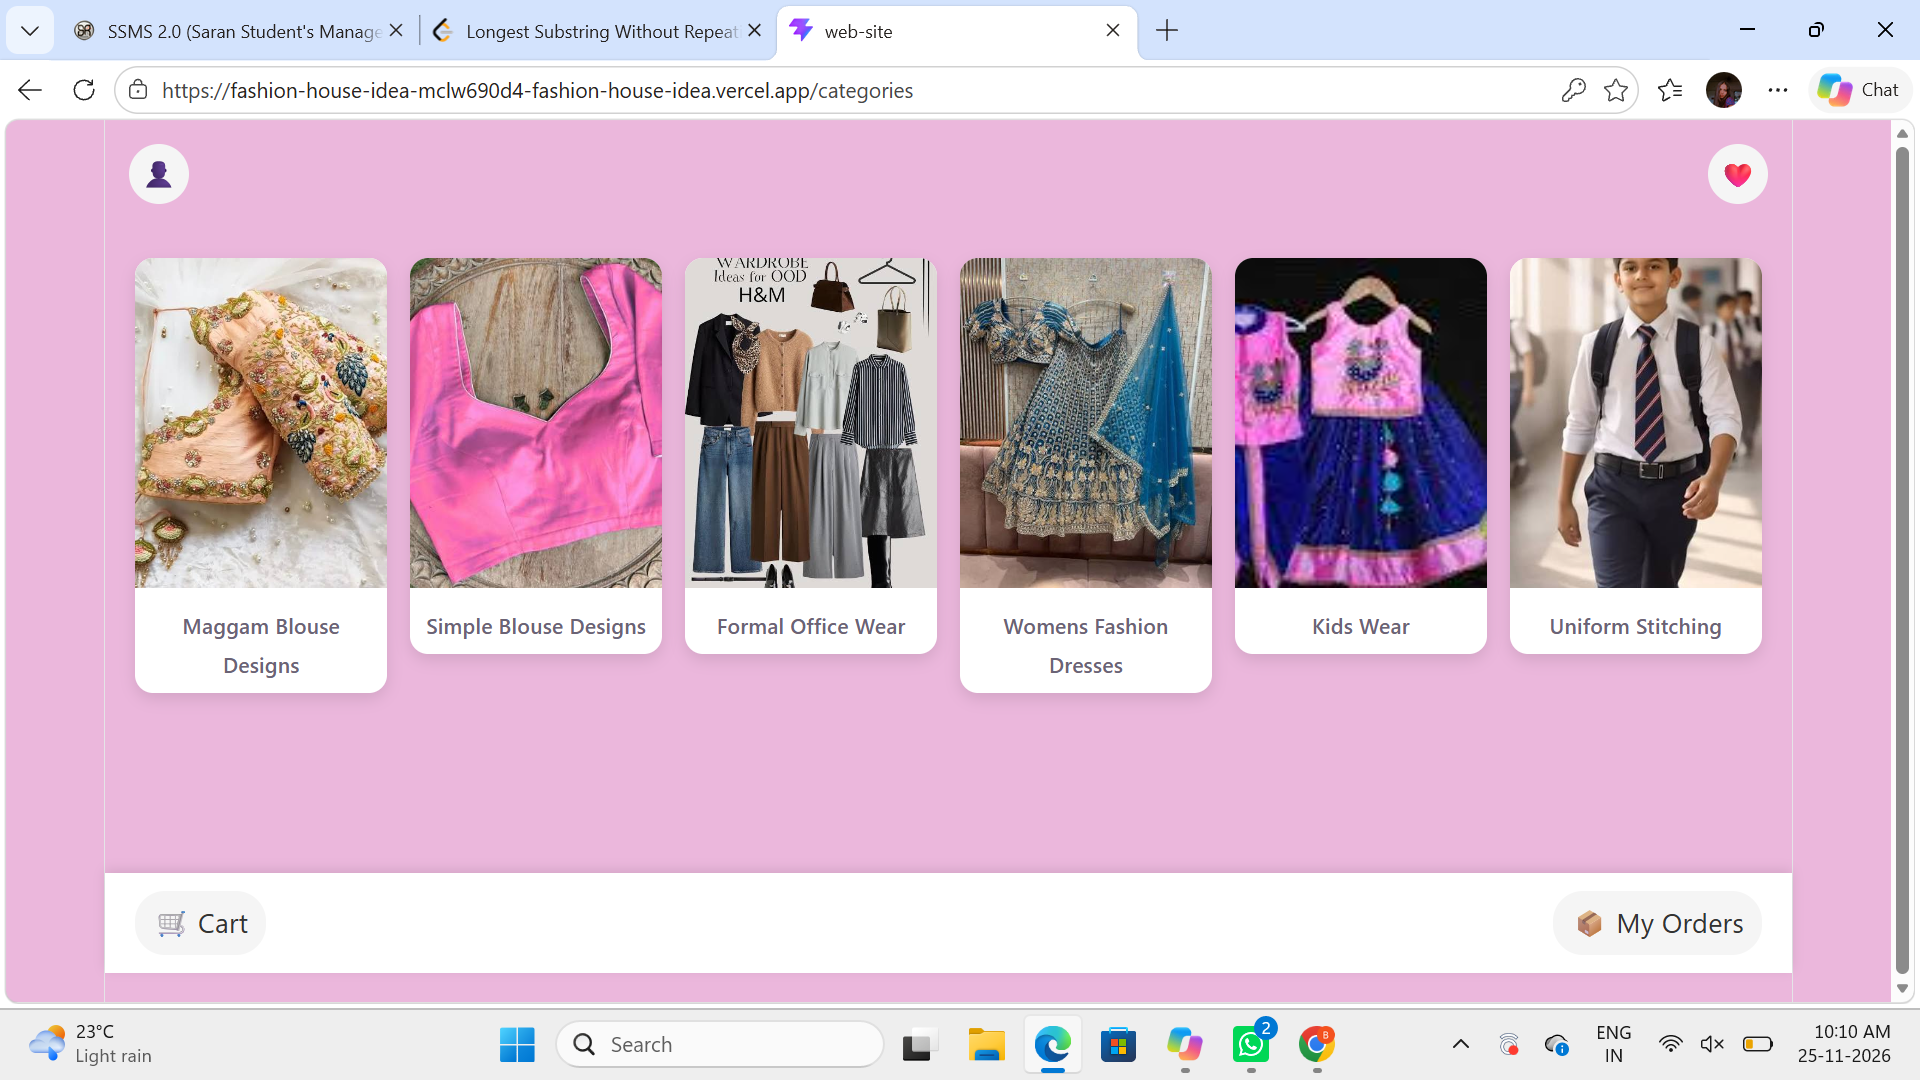 SSMS 2.0 (Saran Student's Manage
Longest Substring Without Repeat
web-site
https://fashion-house-idea-mclw690d4-fashion-house-idea.vercel.app/categories
Chat
WARDROBE
Ideas for OOD
H&M
Maggam Blouse
Designs
Simple Blouse Designs
Formal Office Wear
Womens Fashion
Dresses
Kids Wear
Uniform Stitching
Cart
My Orders
23°C
Light rain
Search
2
B
ENG
IN
10:10 AM
25-11-2026